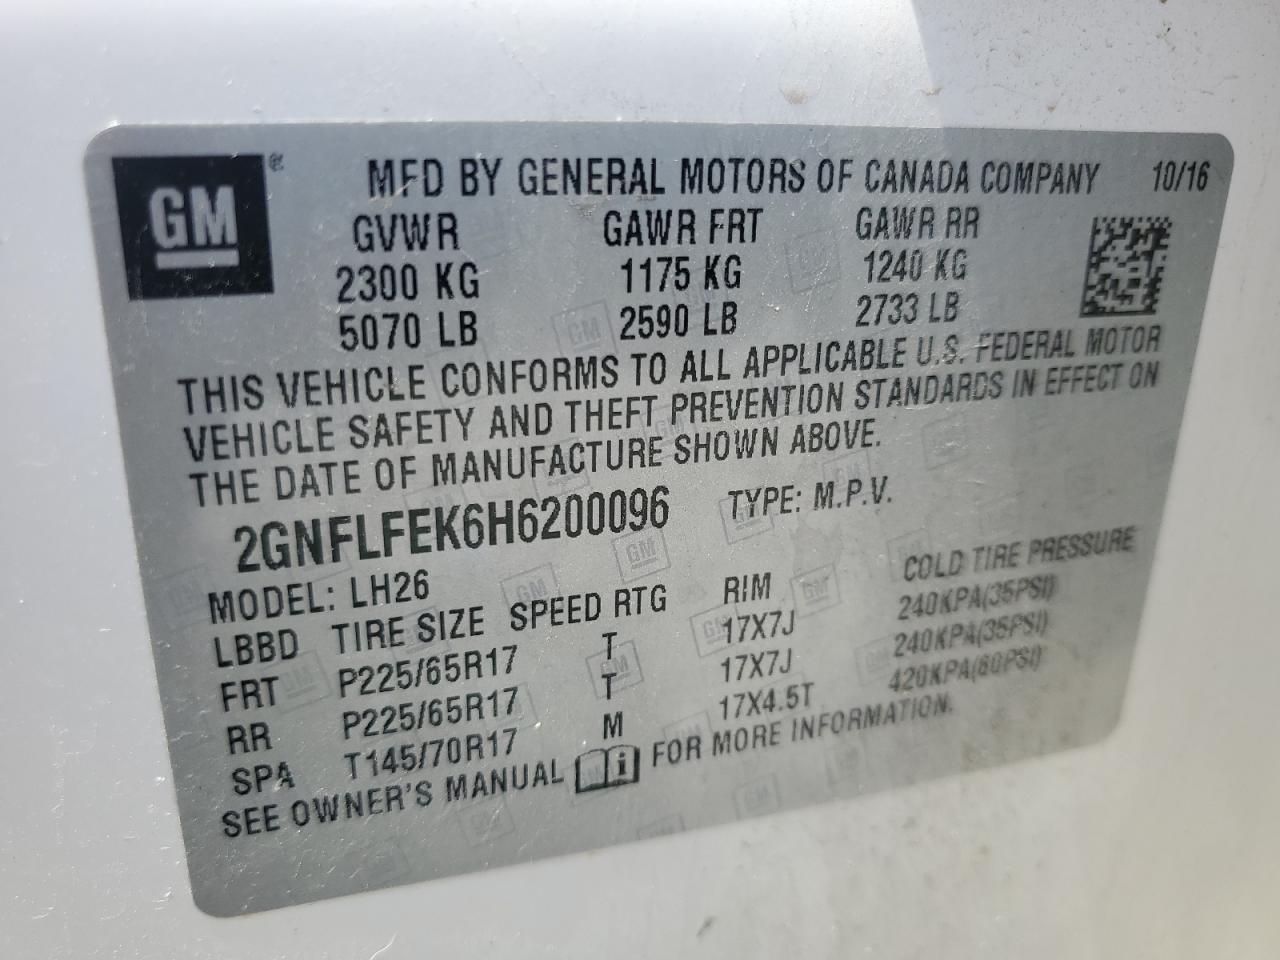 GM ® MFD BY GENERAL MOTORS OF CANADA COMPANY 10/16
GVWR GAWR FRT GAWR RR
2300 KG 1175 KG 1240 KG
5070 LB 2590 LB 2733 LB
THIS VEHICLE CONFORMS TO ALL APPLICABLE U.S. FEDERAL MOTOR
VEHICLE SAFETY AND THEFT PREVENTION STANDARDS IN EFFECT ON
THE DATE OF MANUFACTURE SHOWN ABOVE.
2GNFLFEK6H6200096 TYPE: M.P.V.
MODEL: LH26
LBBD TIRE SIZE SPEED RTG RIM COLD TIRE PRESSURE
FRT P225/65R17 T 17X7J 240KPA(35PSI)
RR P225/65R17 T 17X7J 240KPA(35PSI)
SPA T145/70R17 M 17X4.5T 420KPA(60PSI)
SEE OWNER'S MANUAL i FOR MORE INFORMATION.